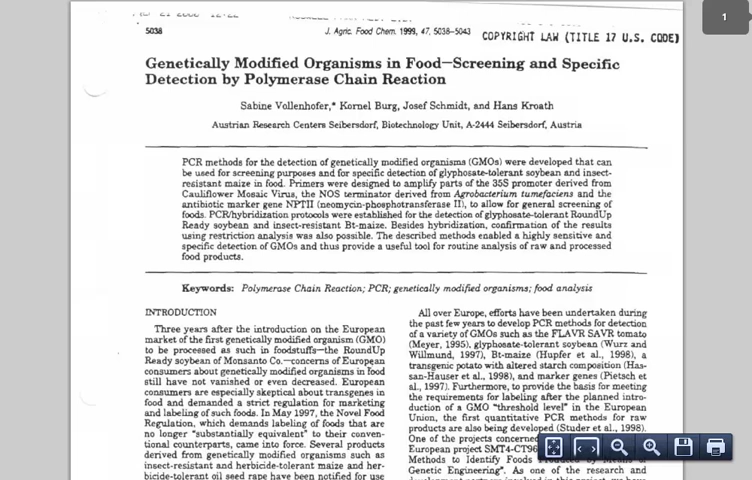 1
5038
J. Agric. Food Chem. 1999, 47, 5038–5043
COPYRIGHT LAW (TITLE 17 U.S. CODE)
Genetically Modified Organisms in Food—Screening and Specific
Detection by Polymerase Chain Reaction
Sabine Vollenhofer,* Kornel Burg, Josef Schmidt, and Hans Kroath
Austrian Research Centers Seibersdorf, Biotechnology Unit, A-2444 Seibersdorf, Austria
PCR methods for the detection of genetically modified organisms (GMOs) were developed that can
be used for screening purposes and for specific detection of glyphosate-tolerant soybean and insect-
resistant maize in food. Primers were designed to amplify parts of the 35S promoter derived from
Cauliflower Mosaic Virus, the NOS terminator derived from Agrobacterium tumefaciens and the
antibiotic marker gene NPTII (neomycin-phosphotransferase II), to allow for general screening of
foods. PCR/hybridization protocols were established for the detection of glyphosate-tolerant RoundUp
Ready soybean and insect-resistant Bt-maize. Besides hybridization, confirmation of the results
using restriction analysis was also possible. The described methods enabled a highly sensitive and
specific detection of GMOs and thus provide a useful tool for routine analysis of raw and processed
food products.
Keywords: Polymerase Chain Reaction; PCR; genetically modified organisms; food analysis
INTRODUCTION
Three years after the introduction on the European
market of the first genetically modified organism (GMO)
to be processed as such in foodstuffs—the RoundUp
Ready soybean of Monsanto Co.—concerns of European
consumers about genetically modified organisms in food
still have not vanished or even decreased. European
consumers are especially skeptical about transgenes in
food and demanded a strict regulation for marketing
and labeling of such foods. In May 1997, the Novel Food
Regulation, which demands labeling of foods that are
no longer "substantially equivalent" to their conven-
tional counterparts, came into force. Several products
derived from genetically modified organisms such as
insect-resistant and herbicide-tolerant maize and her-
bicide-tolerant oil seed rape have been notified for use
All over Europe, efforts have been undertaken during
the past few years to develop PCR methods for detection
of a variety of GMOs such as the FLAVR SAVR tomato
(Meyer, 1995), glyphosate-tolerant soybean (Wurz and
Willmund, 1997), Bt-maize (Hupfer et al., 1998), a
transgenic potato with altered starch composition (Has-
san-Hauser et al., 1998), and marker genes (Pietsch et
al., 1997). Furthermore, to provide the basis for meeting
the requirements for labeling after the planned intro-
duction of a GMO "threshold level" in the European
Union, the first quantitative PCR methods for raw
products are also being developed (Studer et al., 1998).
One of the projects concerned
European project SMT4-CT96
Methods to Identify Foods Produced by Means of
Genetic Engineering". As one of the research and